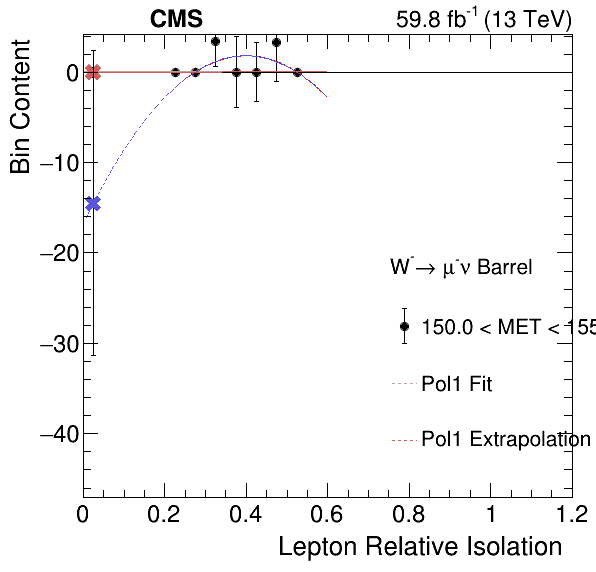 CMS 59.8 fb⁻¹ (13 TeV)
Bin Content
0
−10
−20
−30
−40
W⁻→ μ⁻ν Barrel
150.0 < MET < 155
Pol1 Fit
Pol1 Extrapolation
0 0.2 0.4 0.6 0.8 1 1.2
Lepton Relative Isolation